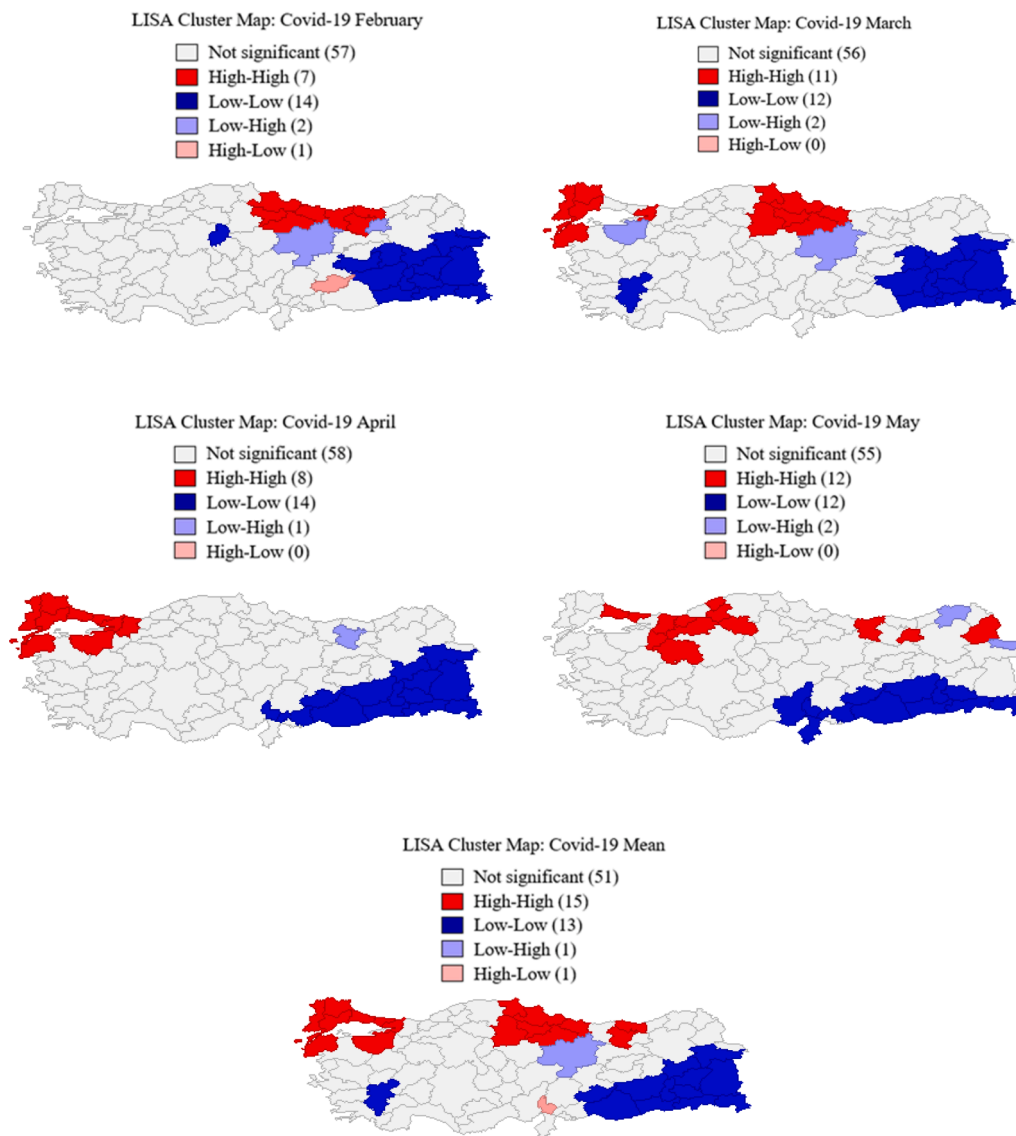 LISA Cluster Map: Covid-19 February
Not significant (57)
High-High (7)
Low-Low (14)
Low-High (2)
High-Low (1)
LISA Cluster Map: Covid-19 March
Not significant (56)
High-High (11)
Low-Low (12)
Low-High (2)
High-Low (0)
LISA Cluster Map: Covid-19 April
Not significant (58)
High-High (8)
Low-Low (14)
Low-High (1)
High-Low (0)
LISA Cluster Map: Covid-19 May
Not significant (55)
High-High (12)
Low-Low (12)
Low-High (2)
High-Low (0)
LISA Cluster Map: Covid-19 Mean
Not significant (51)
High-High (15)
Low-Low (13)
Low-High (1)
High-Low (1)